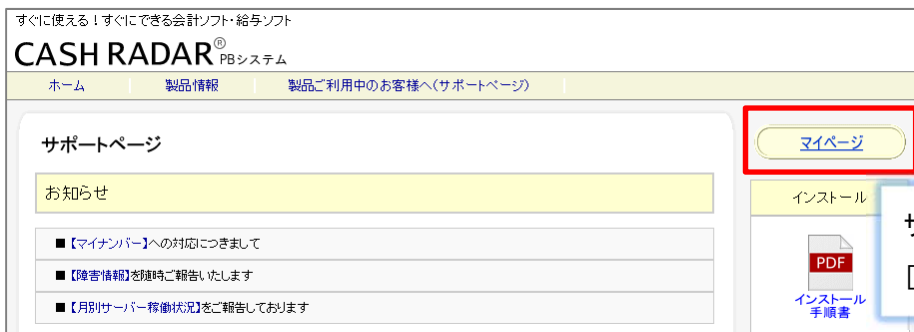 すぐに使える！すぐにできる会計ソフト・給与ソフト
CASH RADAR® PBシステム
ホーム 製品情報 製品ご利用中のお客様へ(サポートページ)
サポートページ
マイページ
お知らせ
インストール
■【マイナンバー】への対応につきまして
■【障害情報】を随時ご報告いたします
■【月別サーバー稼働状況】をご報告しております
PDF
インストール
手順書